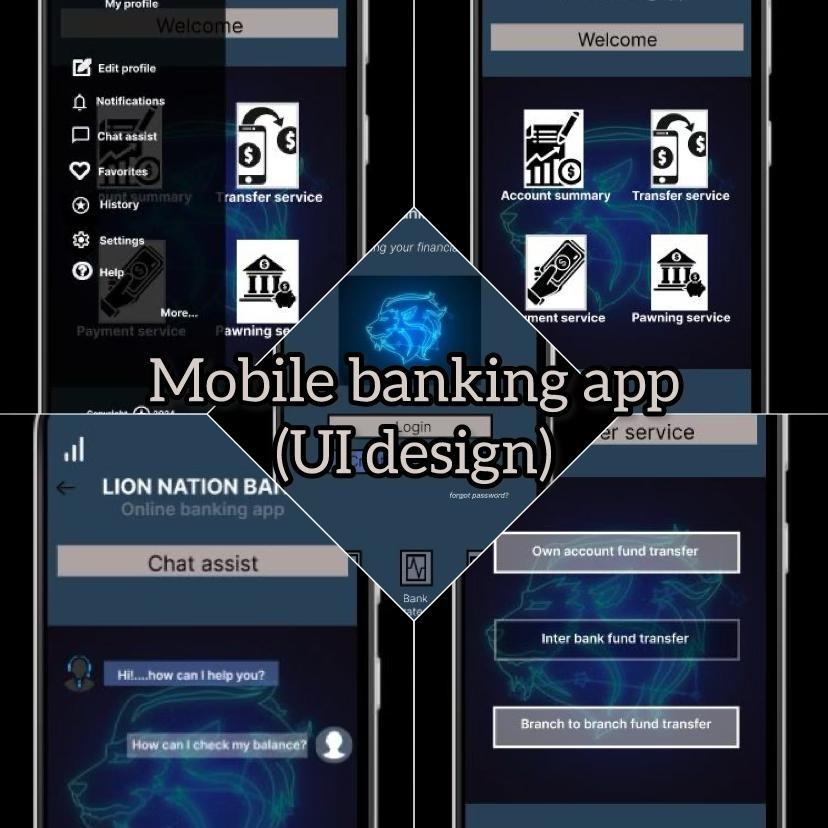 My profile
Welcome
Edit profile
Notifications
Chat assist
Favorites
History
Settings
Help
More...
Account summary
Transfer service
Payment service
Pawning se
Copyright 2024
Welcome
Account summary
Transfer service
ment service
Pawning service
ng your financi
Mobile banking app
(UI design)
Login
forgot password?
Bank
LION NATION BAN
Online banking app
Chat assist
Hi!....how can I help you?
How can I check my balance?
er service
Own account fund transfer
Inter bank fund transfer
Branch to branch fund transfer